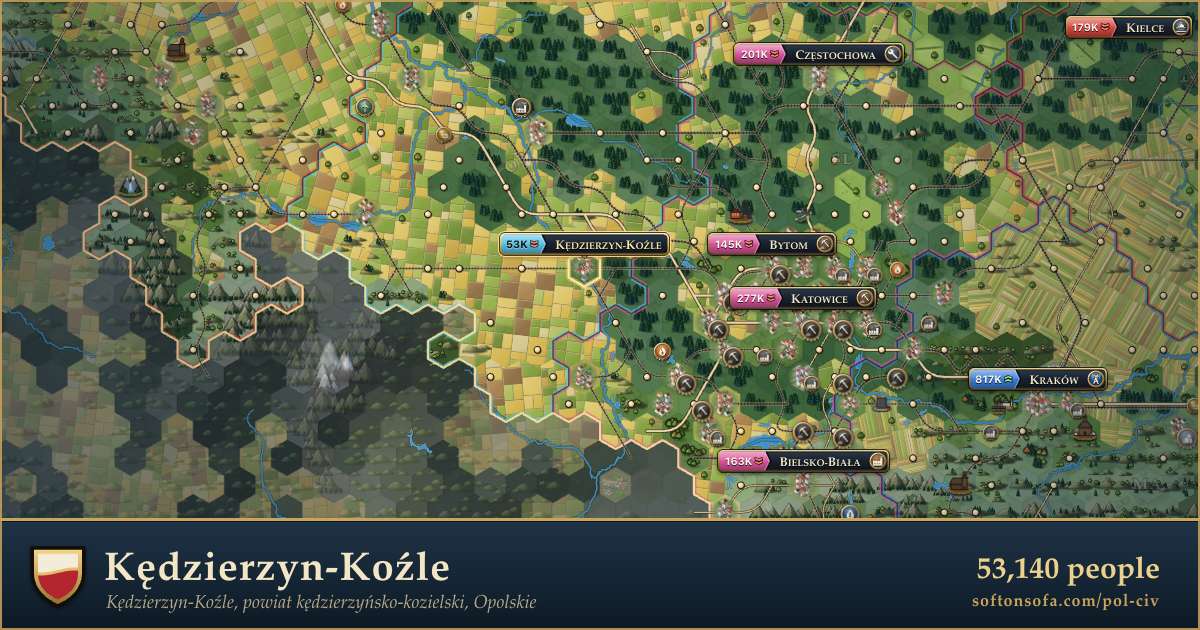 179K KIELCE
201K CZĘSTOCHOWA
53K KĘDZIERZYN-KOŹLE
145K BYTOM
277K KATOWICE
817K KRAKÓW
163K BIELSKO-BIAŁA
Kędzierzyn-Koźle
Kędzierzyn-Koźle, powiat kędzierzyńsko-kozielski, Opolskie
53,140 people
softonsofa.com/pol-civ